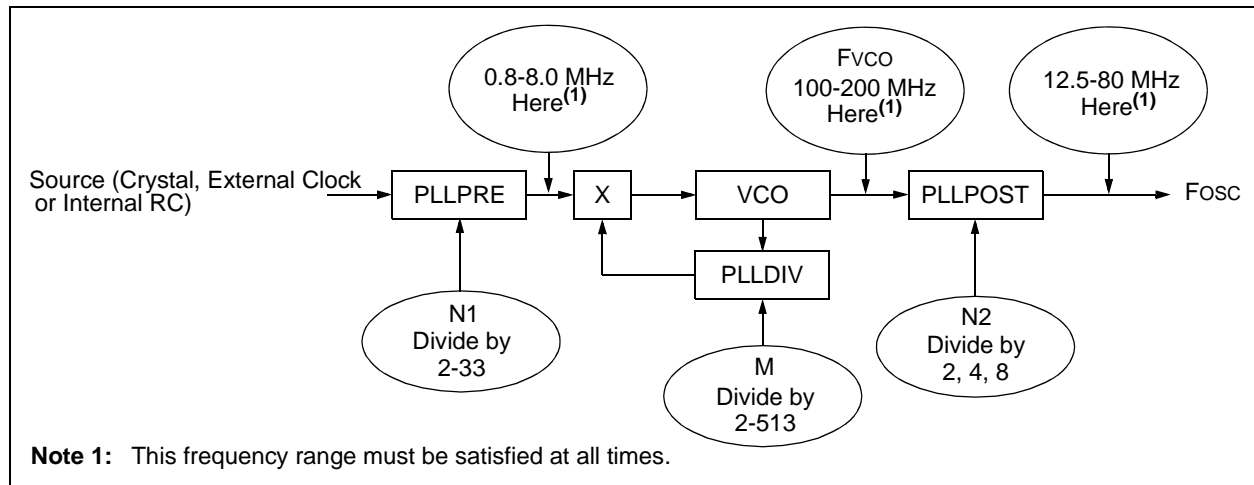 0.8-8.0 MHz
Here(1)
FVCO
100-200 MHz
Here(1)
12.5-80 MHz
Here(1)
Source (Crystal, External Clock
or Internal RC)
PLLPRE
X
VCO
PLLPOST
FOSC
PLLDIV
N1
Divide by
2-33
M
Divide by
2-513
N2
Divide by
2, 4, 8
Note 1: This frequency range must be satisfied at all times.